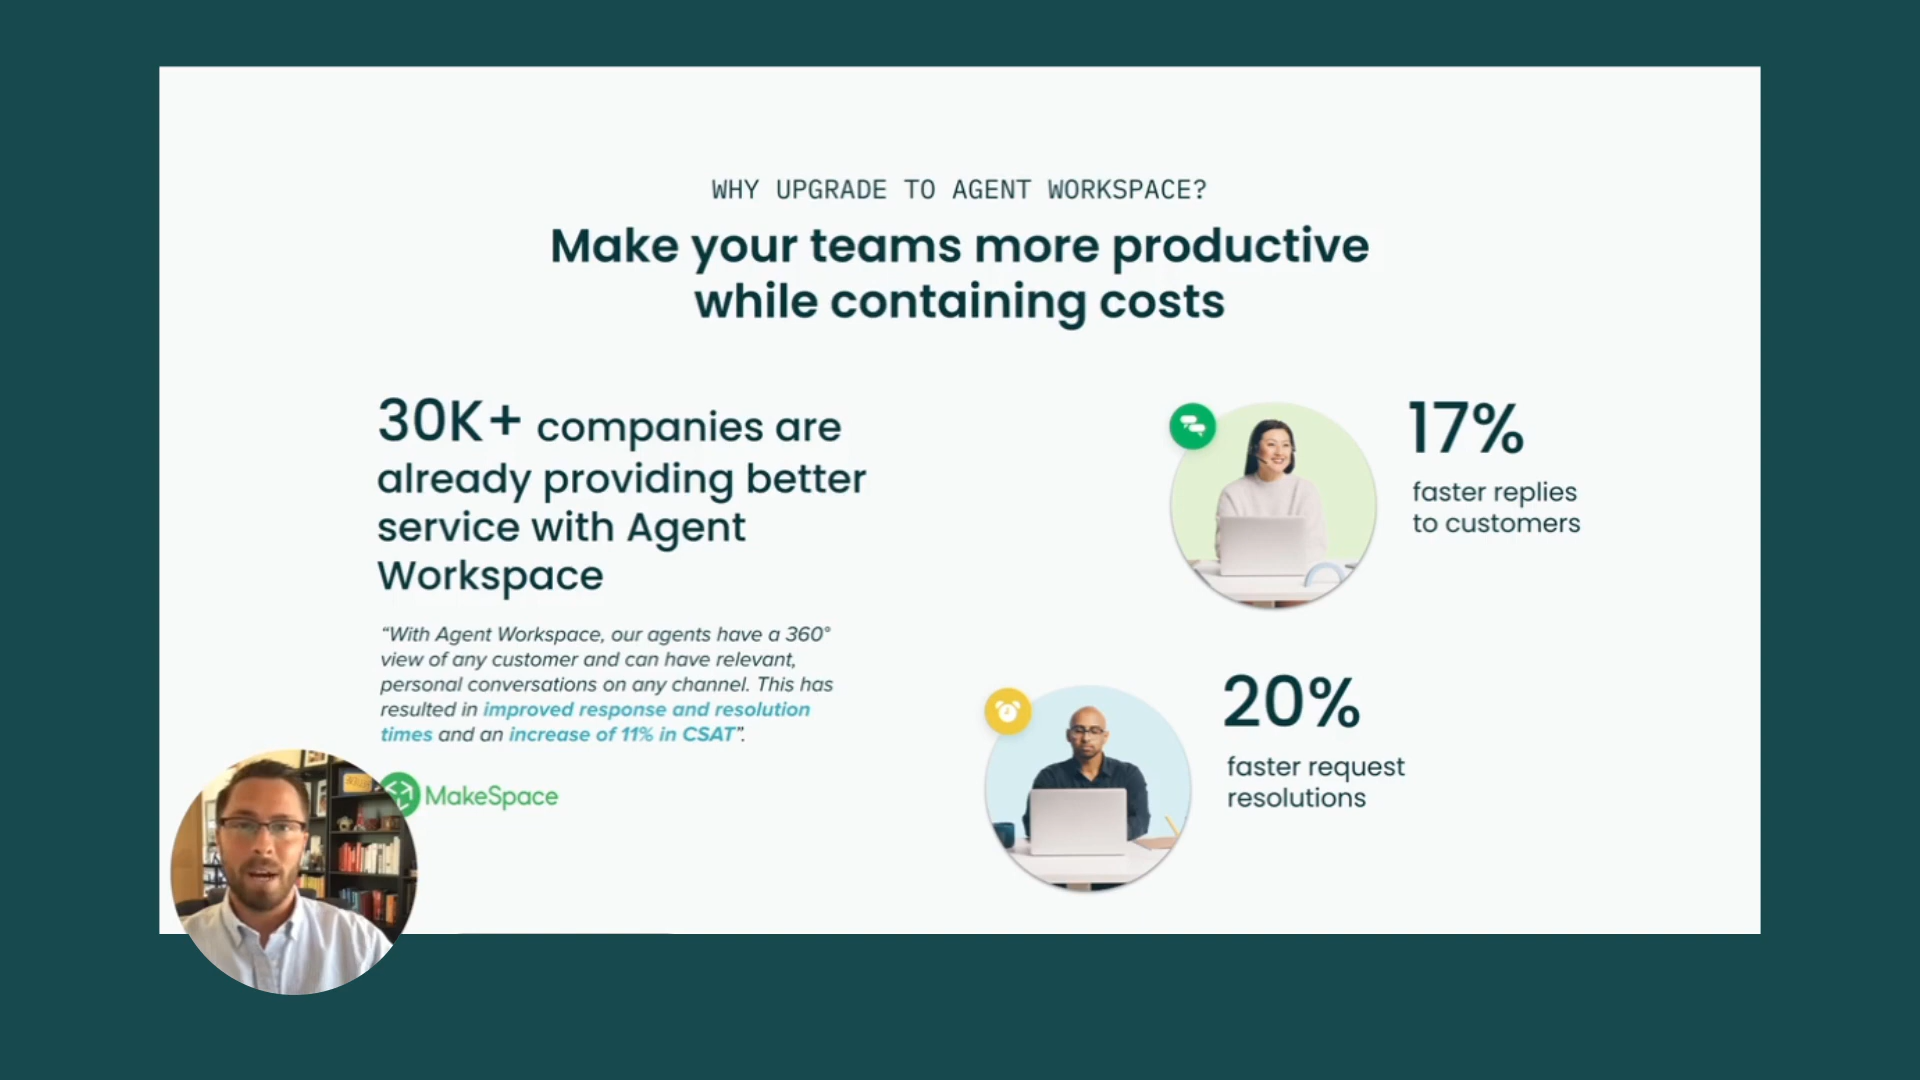 WHY UPGRADE TO AGENT WORKSPACE?
Make your teams more productive
while containing costs
30K+ companies are
already providing better
service with Agent
Workspace
“With Agent Workspace, our agents have a 360°
view of any customer and can have relevant,
personal conversations on any channel. This has
resulted in improved response and resolution
times and an increase of 11% in CSAT”.
MakeSpace
17%
faster replies
to customers
20%
faster request
resolutions